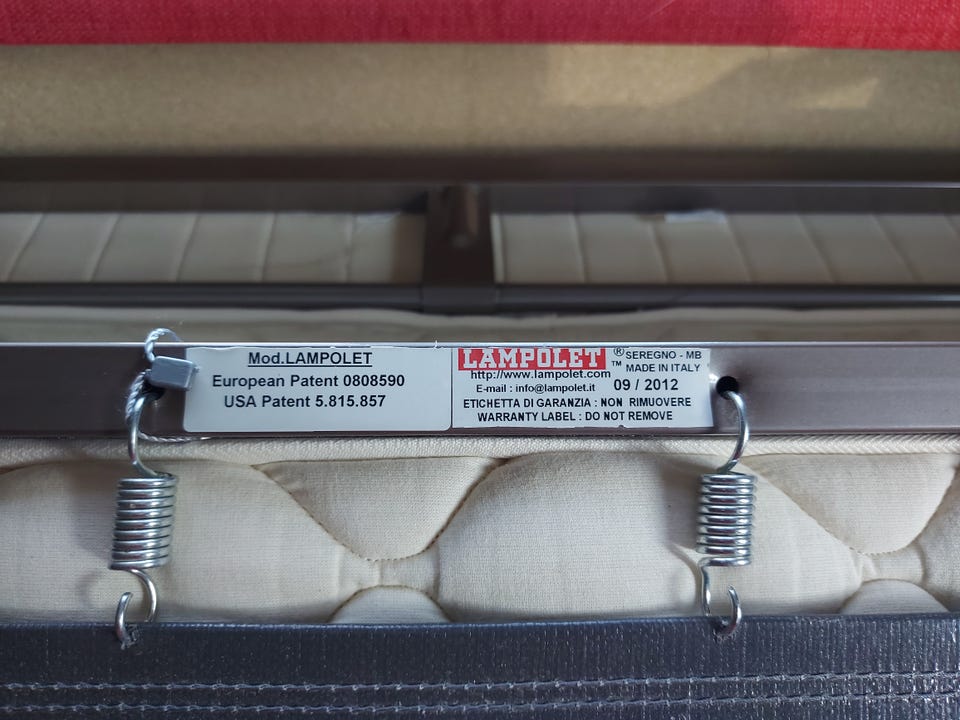 Mod.LAMPOLET
European Patent 0808590
USA Patent 5.815.857
LAMPOLET ® ™ SEREGNO - MB
MADE IN ITALY
http://www.lampolet.com
E-mail : info@lampolet.it 09 / 2012
ETICHETTA DI GARANZIA : NON RIMUOVERE
WARRANTY LABEL : DO NOT REMOVE